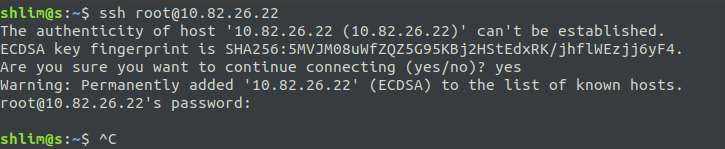 shlim@s:~$ ssh root@10.82.26.22
The authenticity of host '10.82.26.22 (10.82.26.22)' can't be established.
ECDSA key fingerprint is SHA256:5MVJM08uWfZQZ5G95KBj2HStEdxRK/jhflWEzjj6yF4.
Are you sure you want to continue connecting (yes/no)? yes
Warning: Permanently added '10.82.26.22' (ECDSA) to the list of known hosts.
root@10.82.26.22's password:
shlim@s:~$ ^C